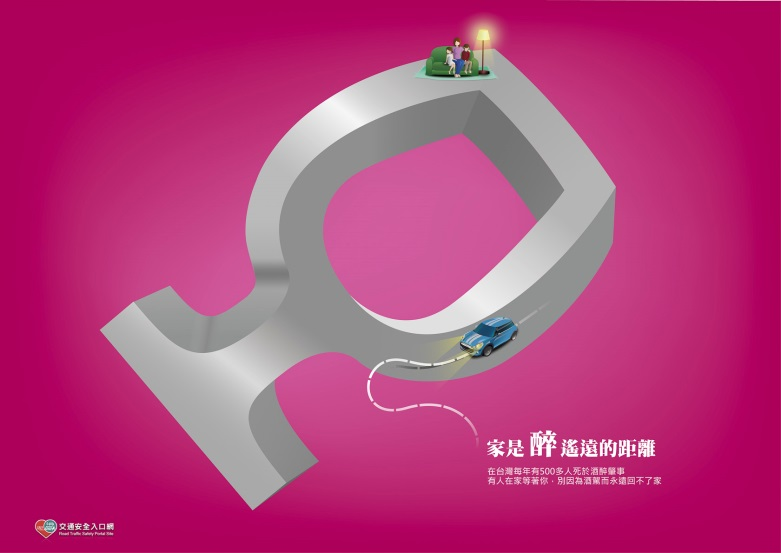 家是醉遙遠的距離
在台灣每年有500多人死於酒醉肇事
有人在家等著你，別因為酒駕而永遠回不了家
交通安全入口網
Road Traffic Safety Portal Site